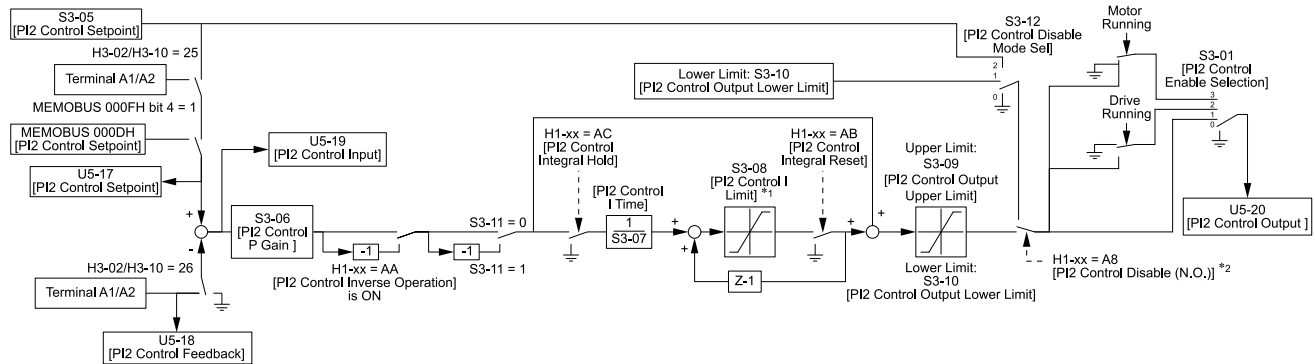 S3-05
[PI2 Control Setpoint]
H3-02/H3-10 = 25
Terminal A1/A2
MEMOBUS 000FH bit 4 = 1
MEMOBUS 000DH
[PI2 Control Setpoint]
U5-17
[PI2 Control Setpoint]
+
-
H3-02/H3-10 = 26
Terminal A1/A2
U5-18
[PI2 Control Feedback]
U5-19
[PI2 Control Input]
S3-06
[PI2 Control
P Gain]
-1
H1-xx = AA
[PI2 Control Inverse Operation]
is ON
-1
S3-11 = 0
S3-11 = 1
H1-xx = AC
[PI2 Control
Integral Hold]
[PI2 Control
I Time]
1
S3-07
+
+
S3-08
[PI2 Control I
Limit] *1
Z-1
H1-xx = AB
[PI2 Control
Integral Reset]
+
+
Upper Limit:
S3-09
[PI2 Control Output
Upper Limit]
Lower Limit:
S3-10
[PI2 Control Output Lower Limit]
Lower Limit: S3-10
[PI2 Control Output Lower Limit]
S3-12
[PI2 Control Disable
Mode Sel]
2
1
0
H1-xx = A8
[PI2 Control Disable (N.O.)] *2
Motor
Running
Drive
Running
S3-01
[PI2 Control
Enable Selection]
3
2
1
0
U5-20
[PI2 Control Output ]